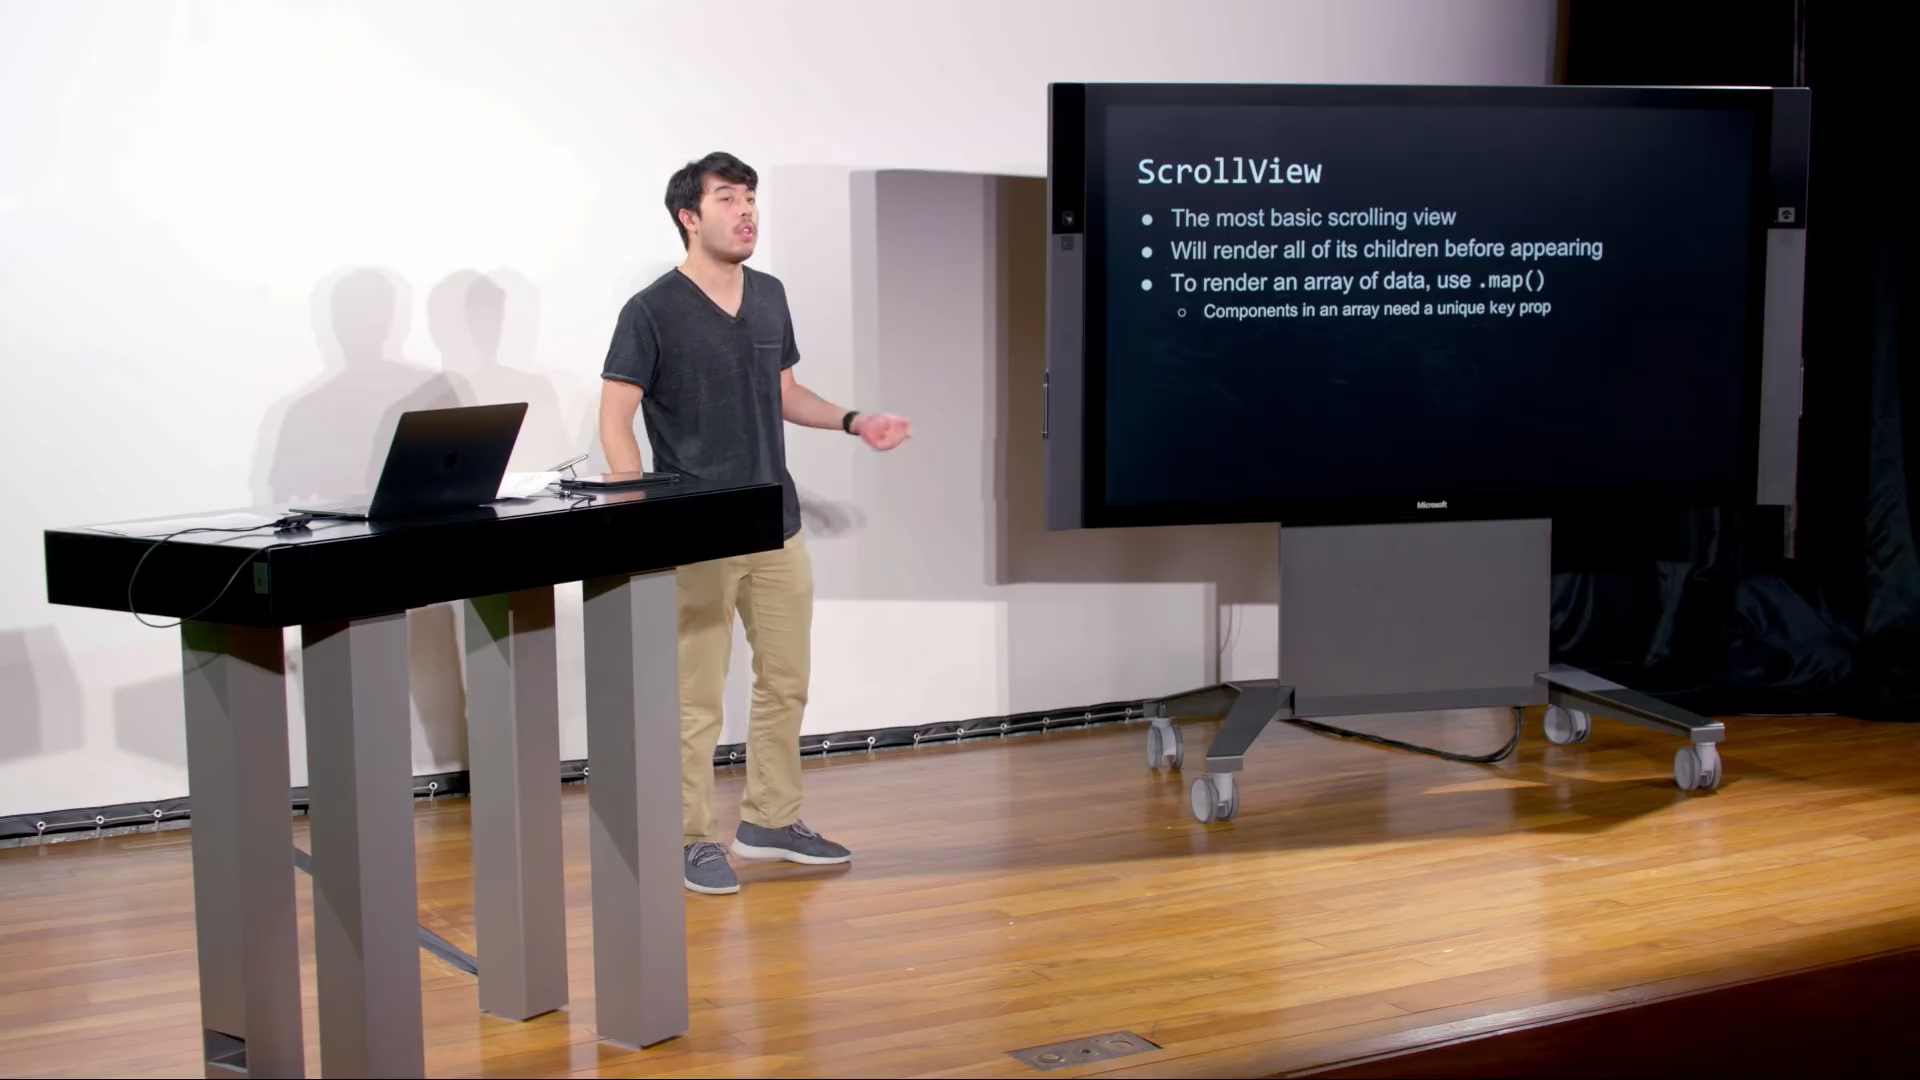 ScrollView
● The most basic scrolling view
● Will render all of its children before appearing
● To render an array of data, use .map()
○ Components in an array need a unique key prop
Microsoft